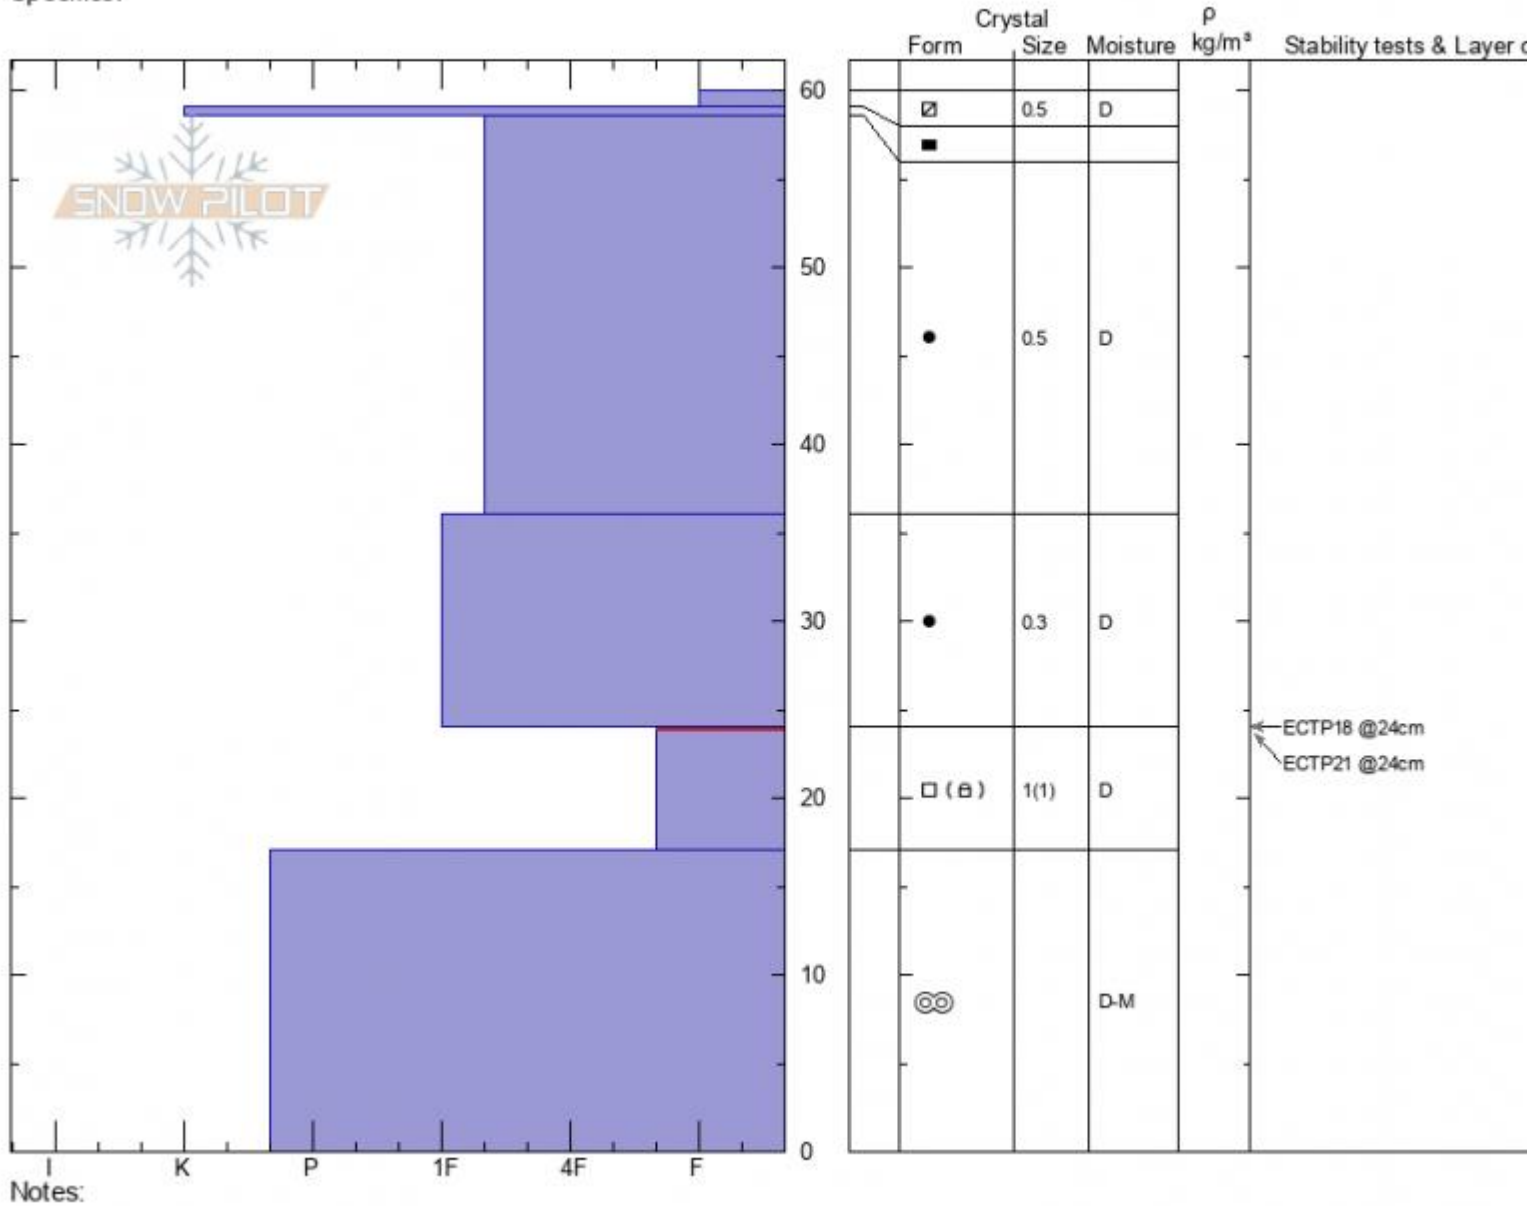 Crystal
ρ
Form Size Moisture kg/m³ Stability tests & Layer c
60
0.5 D
SNOW PILOT
50
0.5 D
40
30
0.3 D
ECTP18 @24cm
ECTP21 @24cm
20
1(1) D
10
D-M
0
I K P 1F 4F F
Notes: